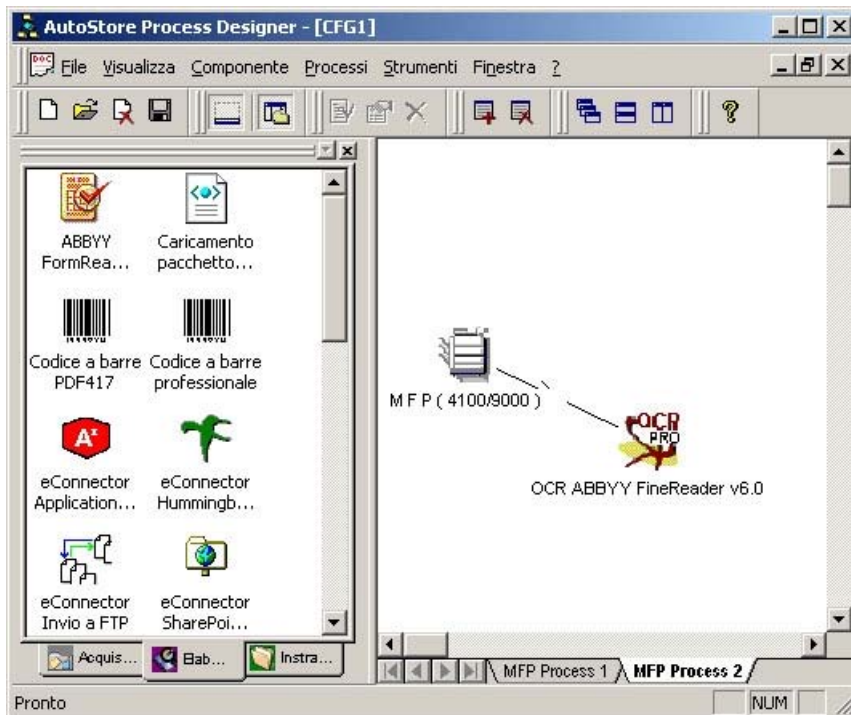 AutoStore Process Designer - [CFG1]
DOC
File Visualizza Componente Processi Strumenti Finestra ?
ABBYY
FormRea...
Caricamento
pacchetto...
Codice a barre
PDF417
Codice a barre
professionale
A
eConnector
Application...
eConnector
Hummingb...
eConnector
Invio a FTP
eConnector
SharePoi...
Acquis...
Elab...
Instra...
M F P ( 4100/9000 )
OCR
PRO
OCR ABBYY FineReader v6.0
MFP Process 1
MFP Process 2
Pronto
NUM